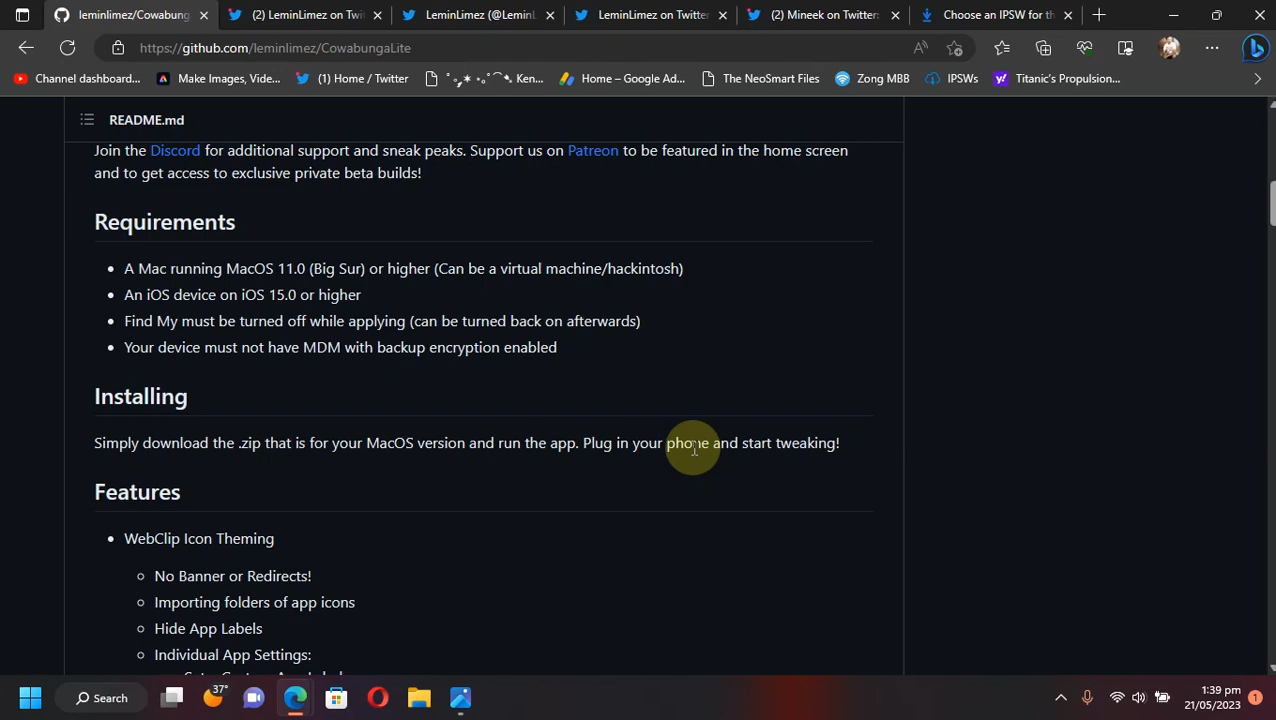 leminlimez/Cowabung
(2) LeminLimez on Twi
LeminLimez (@LeminL
LeminLimez on Twitter
(2) Mineek on Twitter:
Choose an IPSW for th
https://github.com/leminlimez/CowabungaLite
Channel dashboard...
Make Images, Vide...
(1) Home / Twitter
Home – Google Ad...
The NeoSmart Files
Zong MBB
IPSWs
Titanic's Propulsion...
README.md
Join the Discord for additional support and sneak peaks. Support us on Patreon to be featured in the home screen
and to get access to exclusive private beta builds!
Requirements
• A Mac running MacOS 11.0 (Big Sur) or higher (Can be a virtual machine/hackintosh)
• An iOS device on iOS 15.0 or higher
• Find My must be turned off while applying (can be turned back on afterwards)
• Your device must not have MDM with backup encryption enabled
Installing
Simply download the .zip that is for your MacOS version and run the app. Plug in your phone and start tweaking!
Features
• WebClip Icon Theming
○ No Banner or Redirects!
○ Importing folders of app icons
○ Hide App Labels
○ Individual App Settings:
Search
37°
1:39 pm
21/05/2023
1